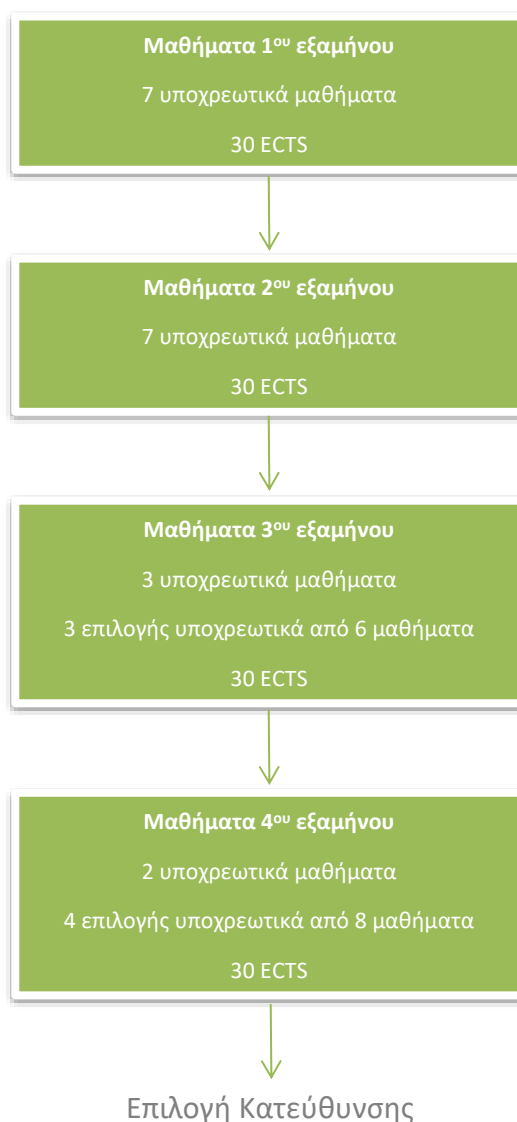 Μαθήματα 1ου εξαμήνου
7 υποχρεωτικά μαθήματα
30 ECTS
Μαθήματα 2ου εξαμήνου
7 υποχρεωτικά μαθήματα
30 ECTS
Μαθήματα 3ου εξαμήνου
3 υποχρεωτικά μαθήματα
3 επιλογής υποχρεωτικά από 6 μαθήματα
30 ECTS
Μαθήματα 4ου εξαμήνου
2 υποχρεωτικά μαθήματα
4 επιλογής υποχρεωτικά από 8 μαθήματα
30 ECTS
Επιλογή Κατεύθυνσης